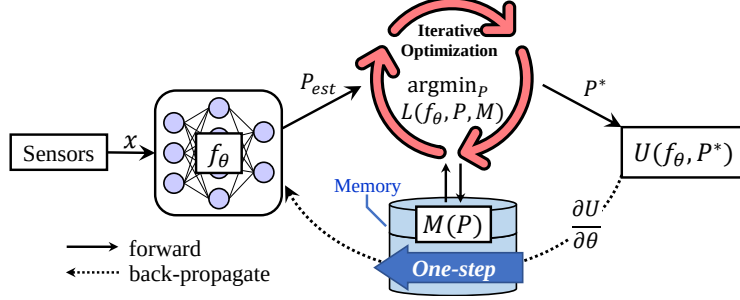 Iterative
Optimization
argmin_P
L(f_θ, P, M)
P_est
P*
Sensors
x
f_θ
U(f_θ, P*)
Memory
M(P)
∂U
∂θ
forward
back-propagate
One-step